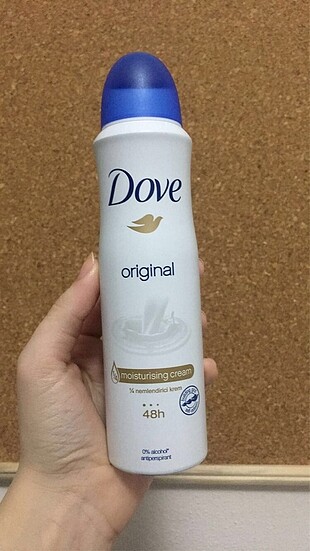 Dove
original
moisturising cream
¼ nemlendirici krem
48h
0% alcohol*
antiperspirant